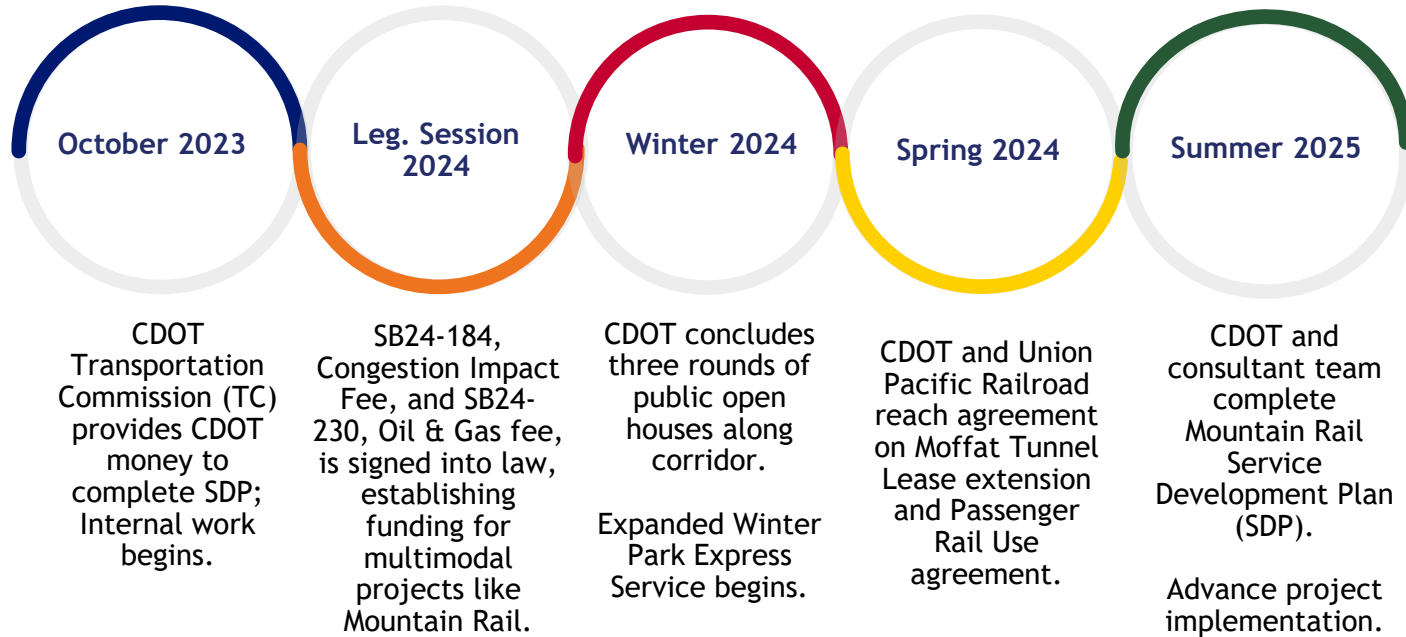 October 2023
CDOT
Transportation
Commission (TC)
provides CDOT
money to
complete SDP;
Internal work
begins.
Leg. Session
2024
SB24-184,
Congestion Impact
Fee, and SB24-
230, Oil & Gas fee,
is signed into law,
establishing
funding for
multimodal
projects like
Mountain Rail.
Winter 2024
CDOT concludes
three rounds of
public open
houses along
corridor.
Expanded Winter
Park Express
Service begins.
Spring 2024
CDOT and Union
Pacific Railroad
reach agreement
on Moffat Tunnel
Lease extension
and Passenger
Rail Use
agreement.
Summer 2025
CDOT and
consultant team
complete
Mountain Rail
Service
Development Plan
(SDP).
Advance project
implementation.